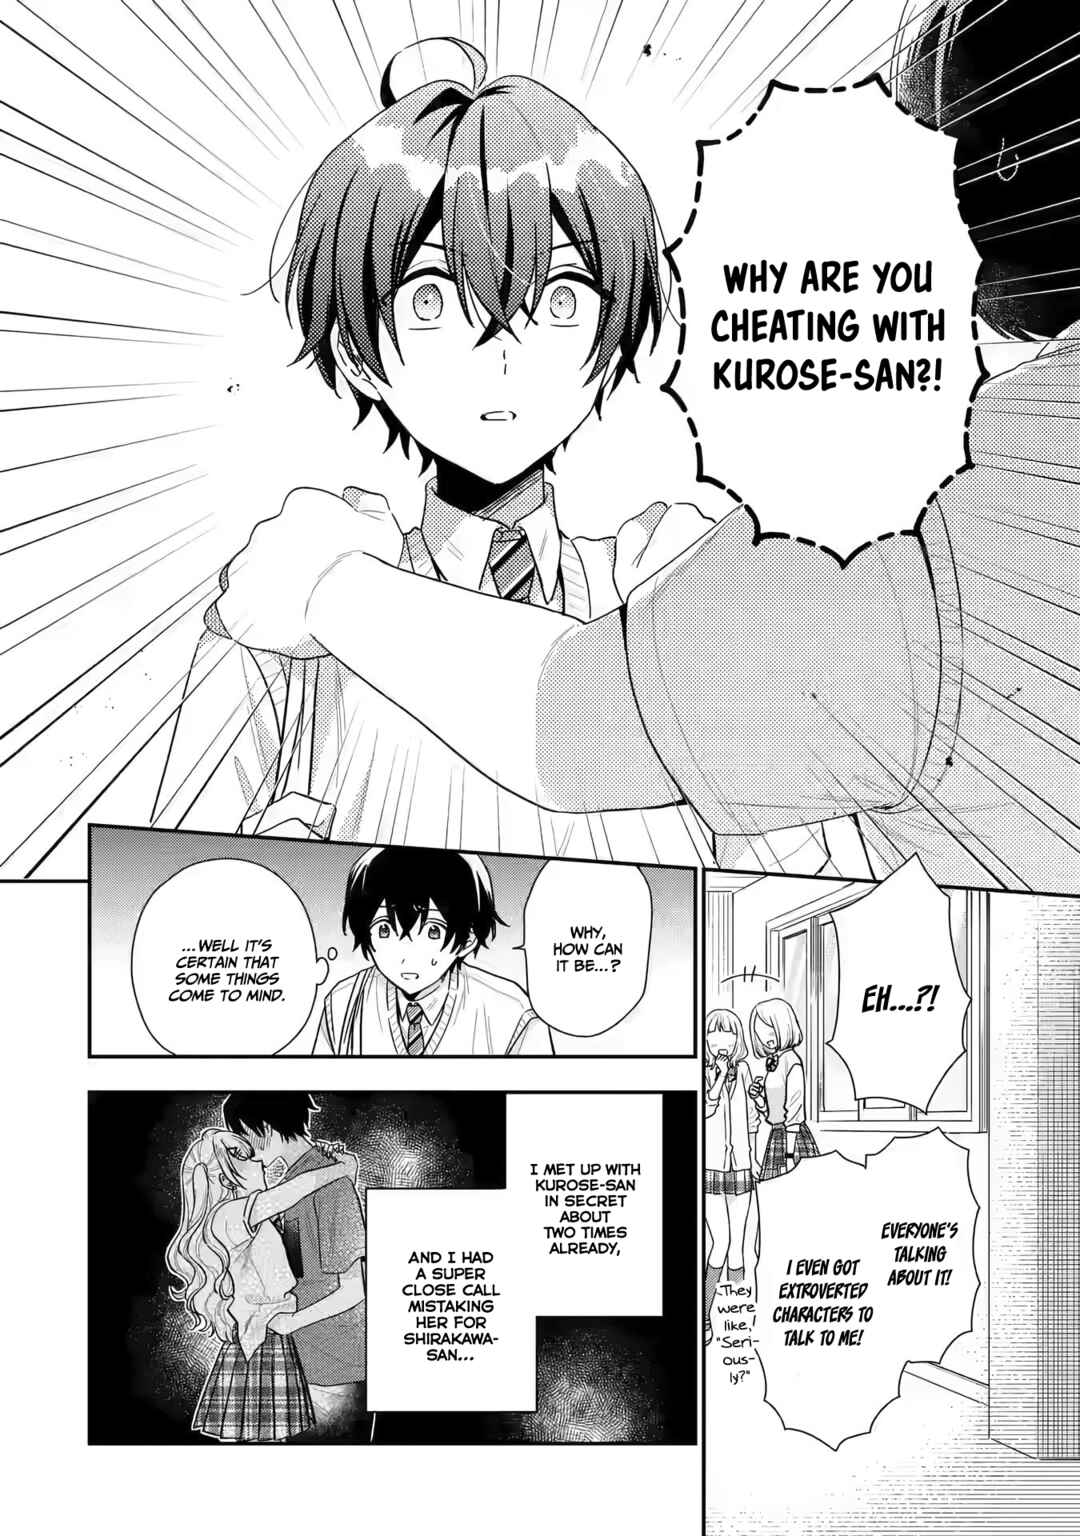 WHY ARE YOU
CHEATING WITH
KUROSE-SAN?!
EH...?!
EVERYONE'S
TALKING
ABOUT IT!
I EVEN GOT
EXTROVERTED
CHARACTERS TO
TALK TO ME!
They
were
like,
"Seri-
ous-
ly?"
WHY,
HOW CAN
IT BE...?
...WELL IT'S
CERTAIN THAT
SOME THINGS
COME TO MIND.
I MET UP WITH
KUROSE-SAN
IN SECRET
ABOUT
TWO TIMES
ALREADY,
AND I HAD
A SUPER
CLOSE CALL
MISTAKING
HER FOR
SHIRAKAWA-
SAN...